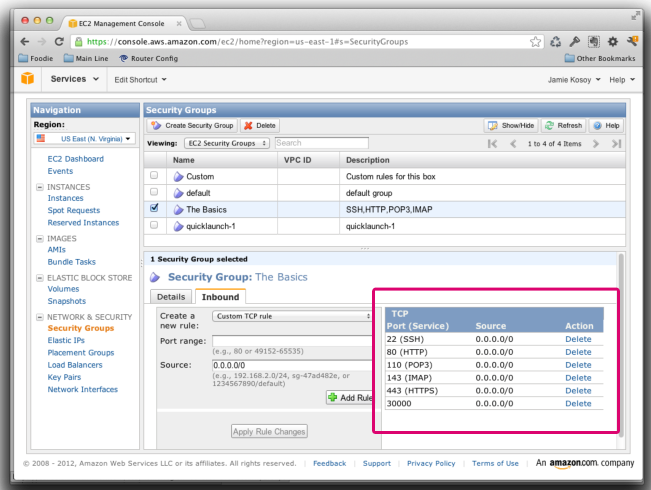 EC2 Management Console
https://console.aws.amazon.com/ec2/home?region=us-east-1#s=SecurityGroups
Foodie Main Line Router Config Other Bookmarks
Services Edit Shortcut Jamie Kosoy Help
Navigation
Region:
US East (N. Virginia)
EC2 Dashboard
Events
INSTANCES
Instances
Spot Requests
Reserved Instances
IMAGES
AMIs
Bundle Tasks
ELASTIC BLOCK STORE
Volumes
Snapshots
NETWORK & SECURITY
Security Groups
Elastic IPs
Placement Groups
Load Balancers
Key Pairs
Network Interfaces
Security Groups
Create Security Group Delete Show/Hide Refresh Help
Viewing: EC2 Security Groups Search 1 to 4 of 4 Items
Name VPC ID Description
Custom Custom rules for this box
default default group
The Basics SSH,HTTP,POP3,IMAP
quicklaunch-1 quicklaunch-1
1 Security Group selected
Security Group: The Basics
Details Inbound
Create a new rule: Custom TCP rule
Port range:
(e.g., 80 or 49152-65535)
Source: 0.0.0.0/0
(e.g., 192.168.2.0/24, sg-47ad482e, or
1234567890/default)
Add Rule
Apply Rule Changes
TCP
Port (Service) Source Action
22 (SSH) 0.0.0.0/0 Delete
80 (HTTP) 0.0.0.0/0 Delete
110 (POP3) 0.0.0.0/0 Delete
143 (IMAP) 0.0.0.0/0 Delete
443 (HTTPS) 0.0.0.0/0 Delete
30000 0.0.0.0/0 Delete
© 2008 - 2012, Amazon Web Services LLC or its affiliates. All rights reserved. Feedback Support Privacy Policy Terms of Use An amazon.com. company